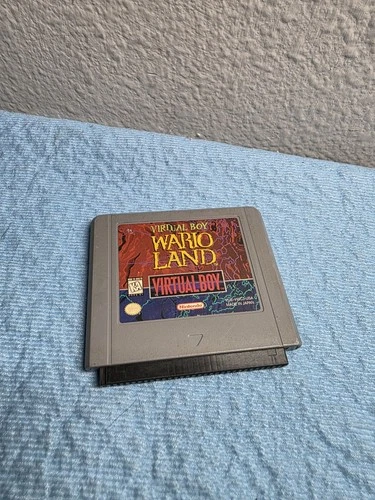 VIRTUAL BOY
WARIO
LAND
VIRTUAL BOY
Nintendo
MADE IN JAPAN